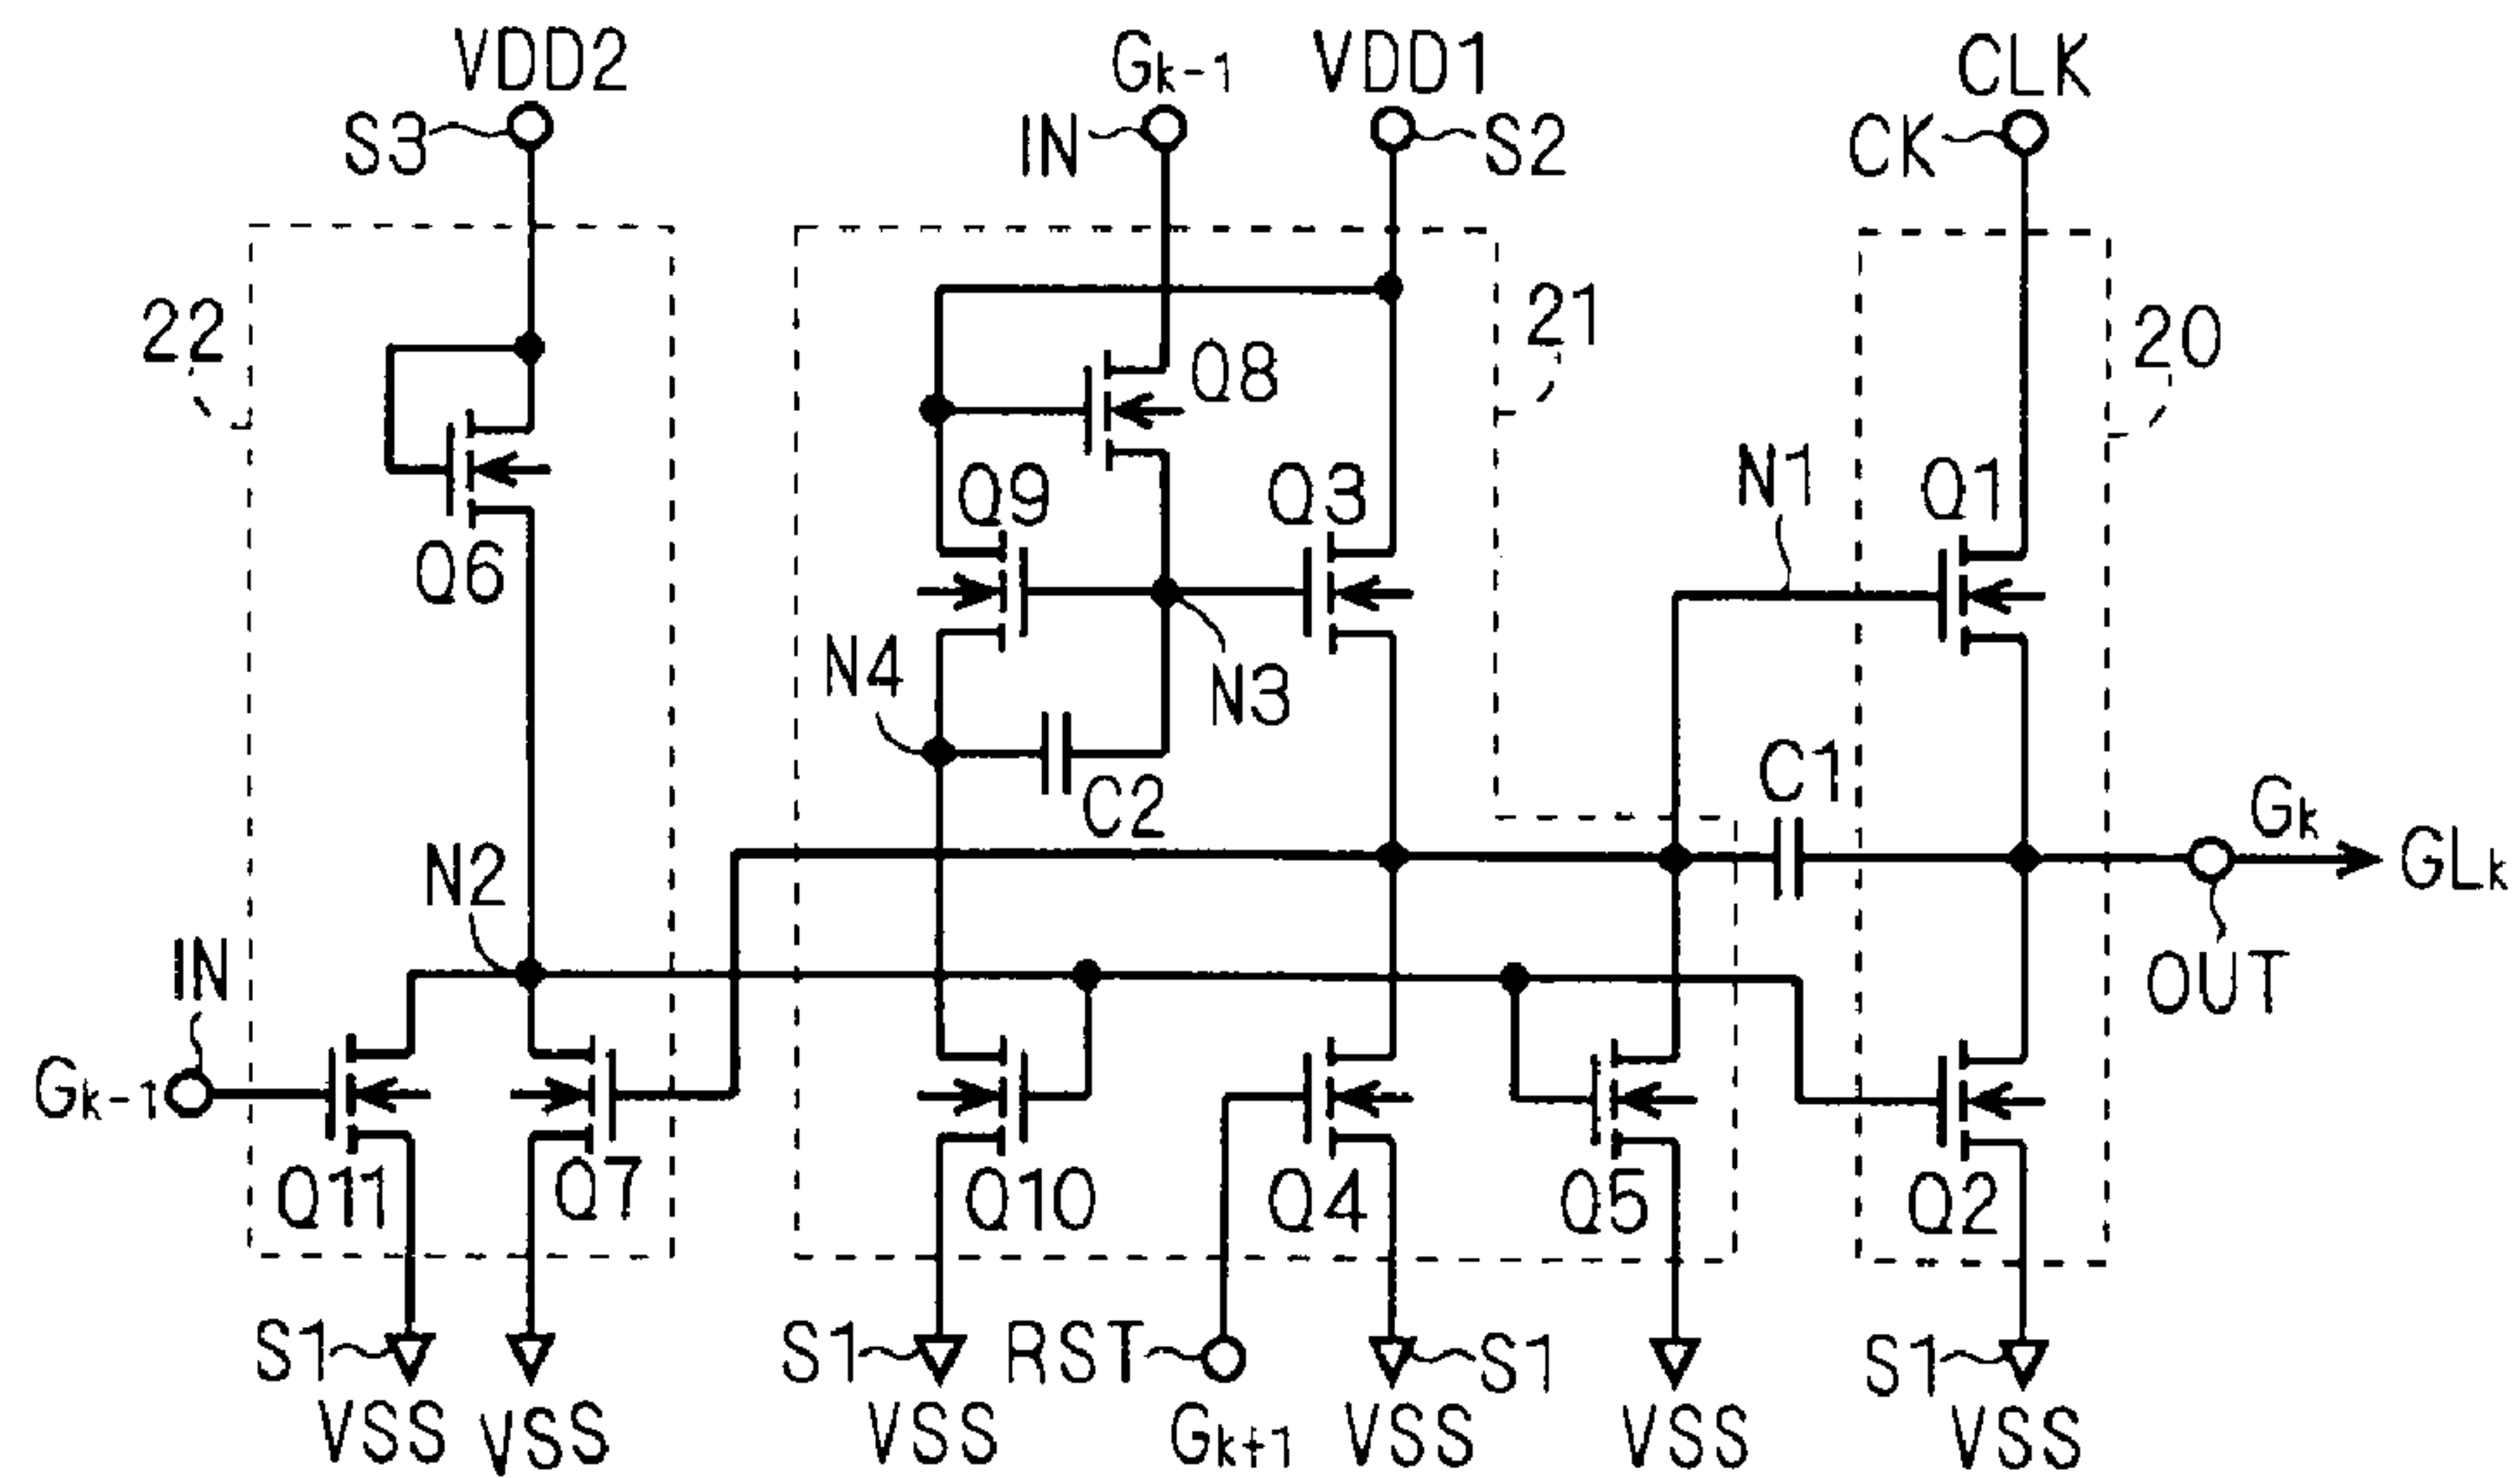 VDD2
Gk-1
VDD1
CLK
S3
IN
S2
CK
22
21
20
Q8
N1
Q9
Q3
Q1
Q6
N4
N3
C1
C2
Gk
GLk
N2
IN
OUT
Gk-1
Q11
Q7
Q10
Q4
Q5
Q2
S1
S1
RST
S1
S1
VSS
VSS
VSS
Gk+1
VSS
VSS
VSS